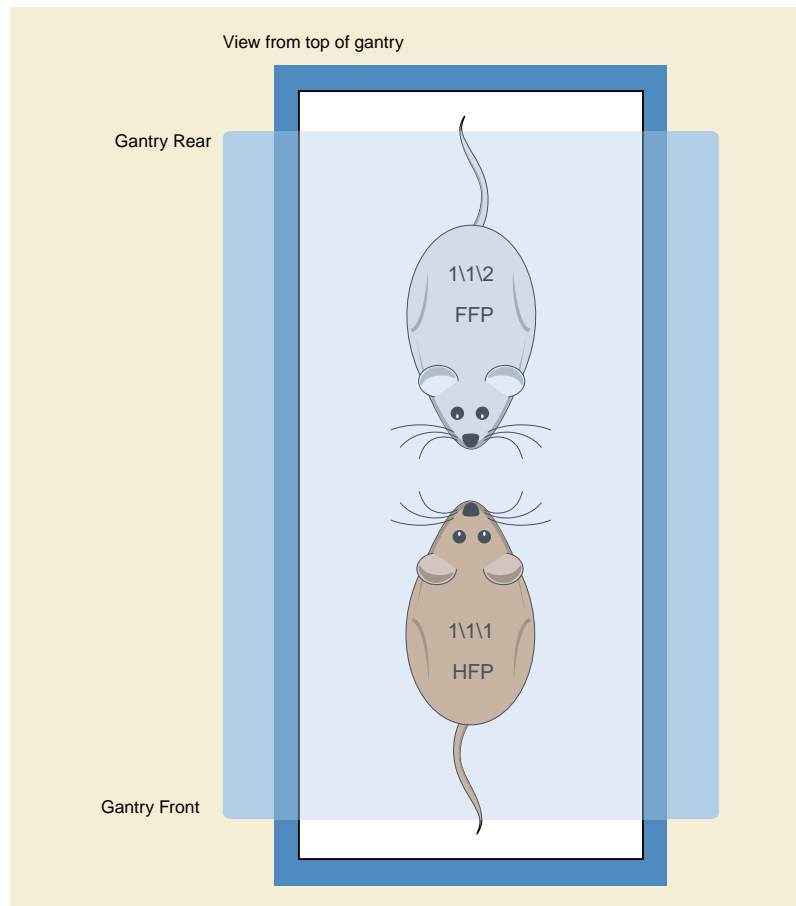 View from top of gantry
Gantry Rear
1\1\2
FFP
1\1\1
HFP
Gantry Front